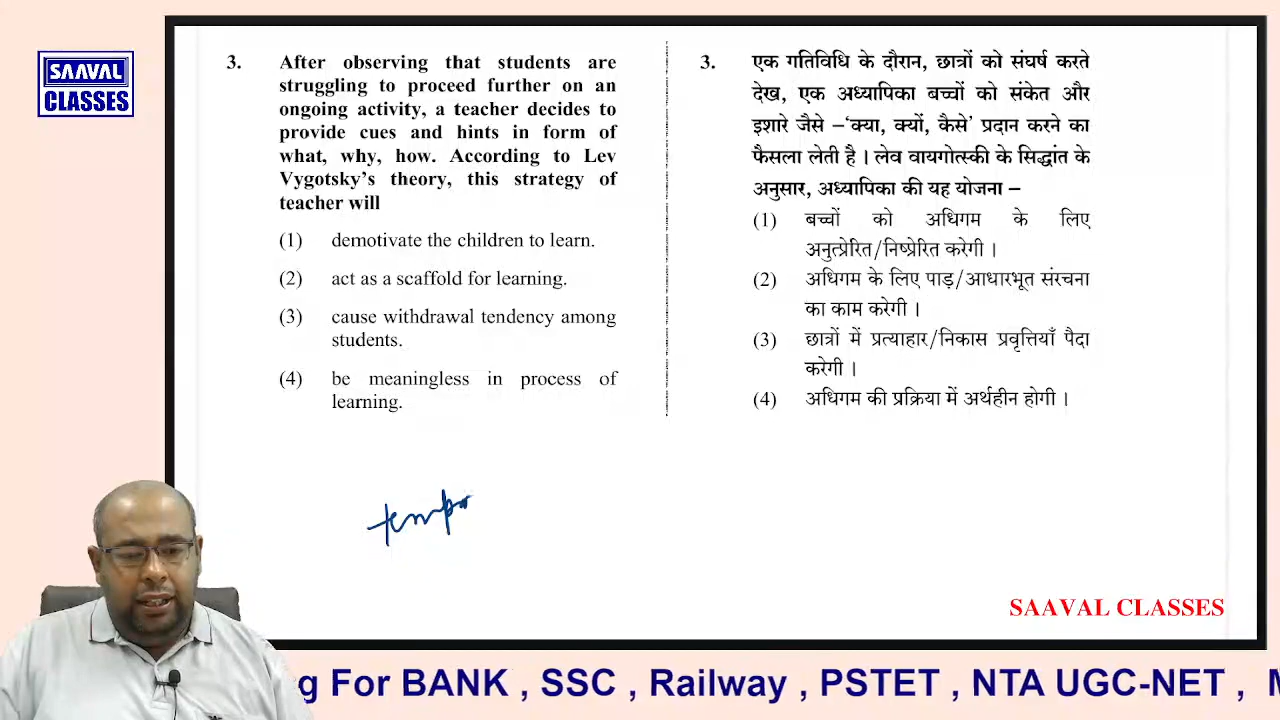 SAAVAL
CLASSES
3. After observing that students are
struggling to proceed further on an
ongoing activity, a teacher decides to
provide cues and hints in form of
what, why, how. According to Lev
Vygotsky's theory, this strategy of
teacher will
(1) demotivate the children to learn.
(2) act as a scaffold for learning.
(3) cause withdrawal tendency among
students.
(4) be meaningless in process of
learning.
3. एक गतिविधि के दौरान, छात्रों को संघर्ष करते
देख, एक अध्यापिका बच्चों को संकेत और
इशारे जैसे –‘क्या, क्यों, कैसे’ प्रदान करने का
फैसला लेती है । लेव वायगोत्स्की के सिद्धांत के
अनुसार, अध्यापिका की यह योजना –
(1) बच्चों को अधिगम के लिए
अनुत्प्रेरित/निष्प्रेरित करेगी ।
(2) अधिगम के लिए पाड़/आधारभूत संरचना
का काम करेगी ।
(3) छात्रों में प्रत्याहार/निकास प्रवृत्तियाँ पैदा
करेगी ।
(4) अधिगम की प्रक्रिया में अर्थहीन होगी ।
SAAVAL CLASSES
g For BANK , SSC , Railway , PSTET , NTA UGC-NET , M